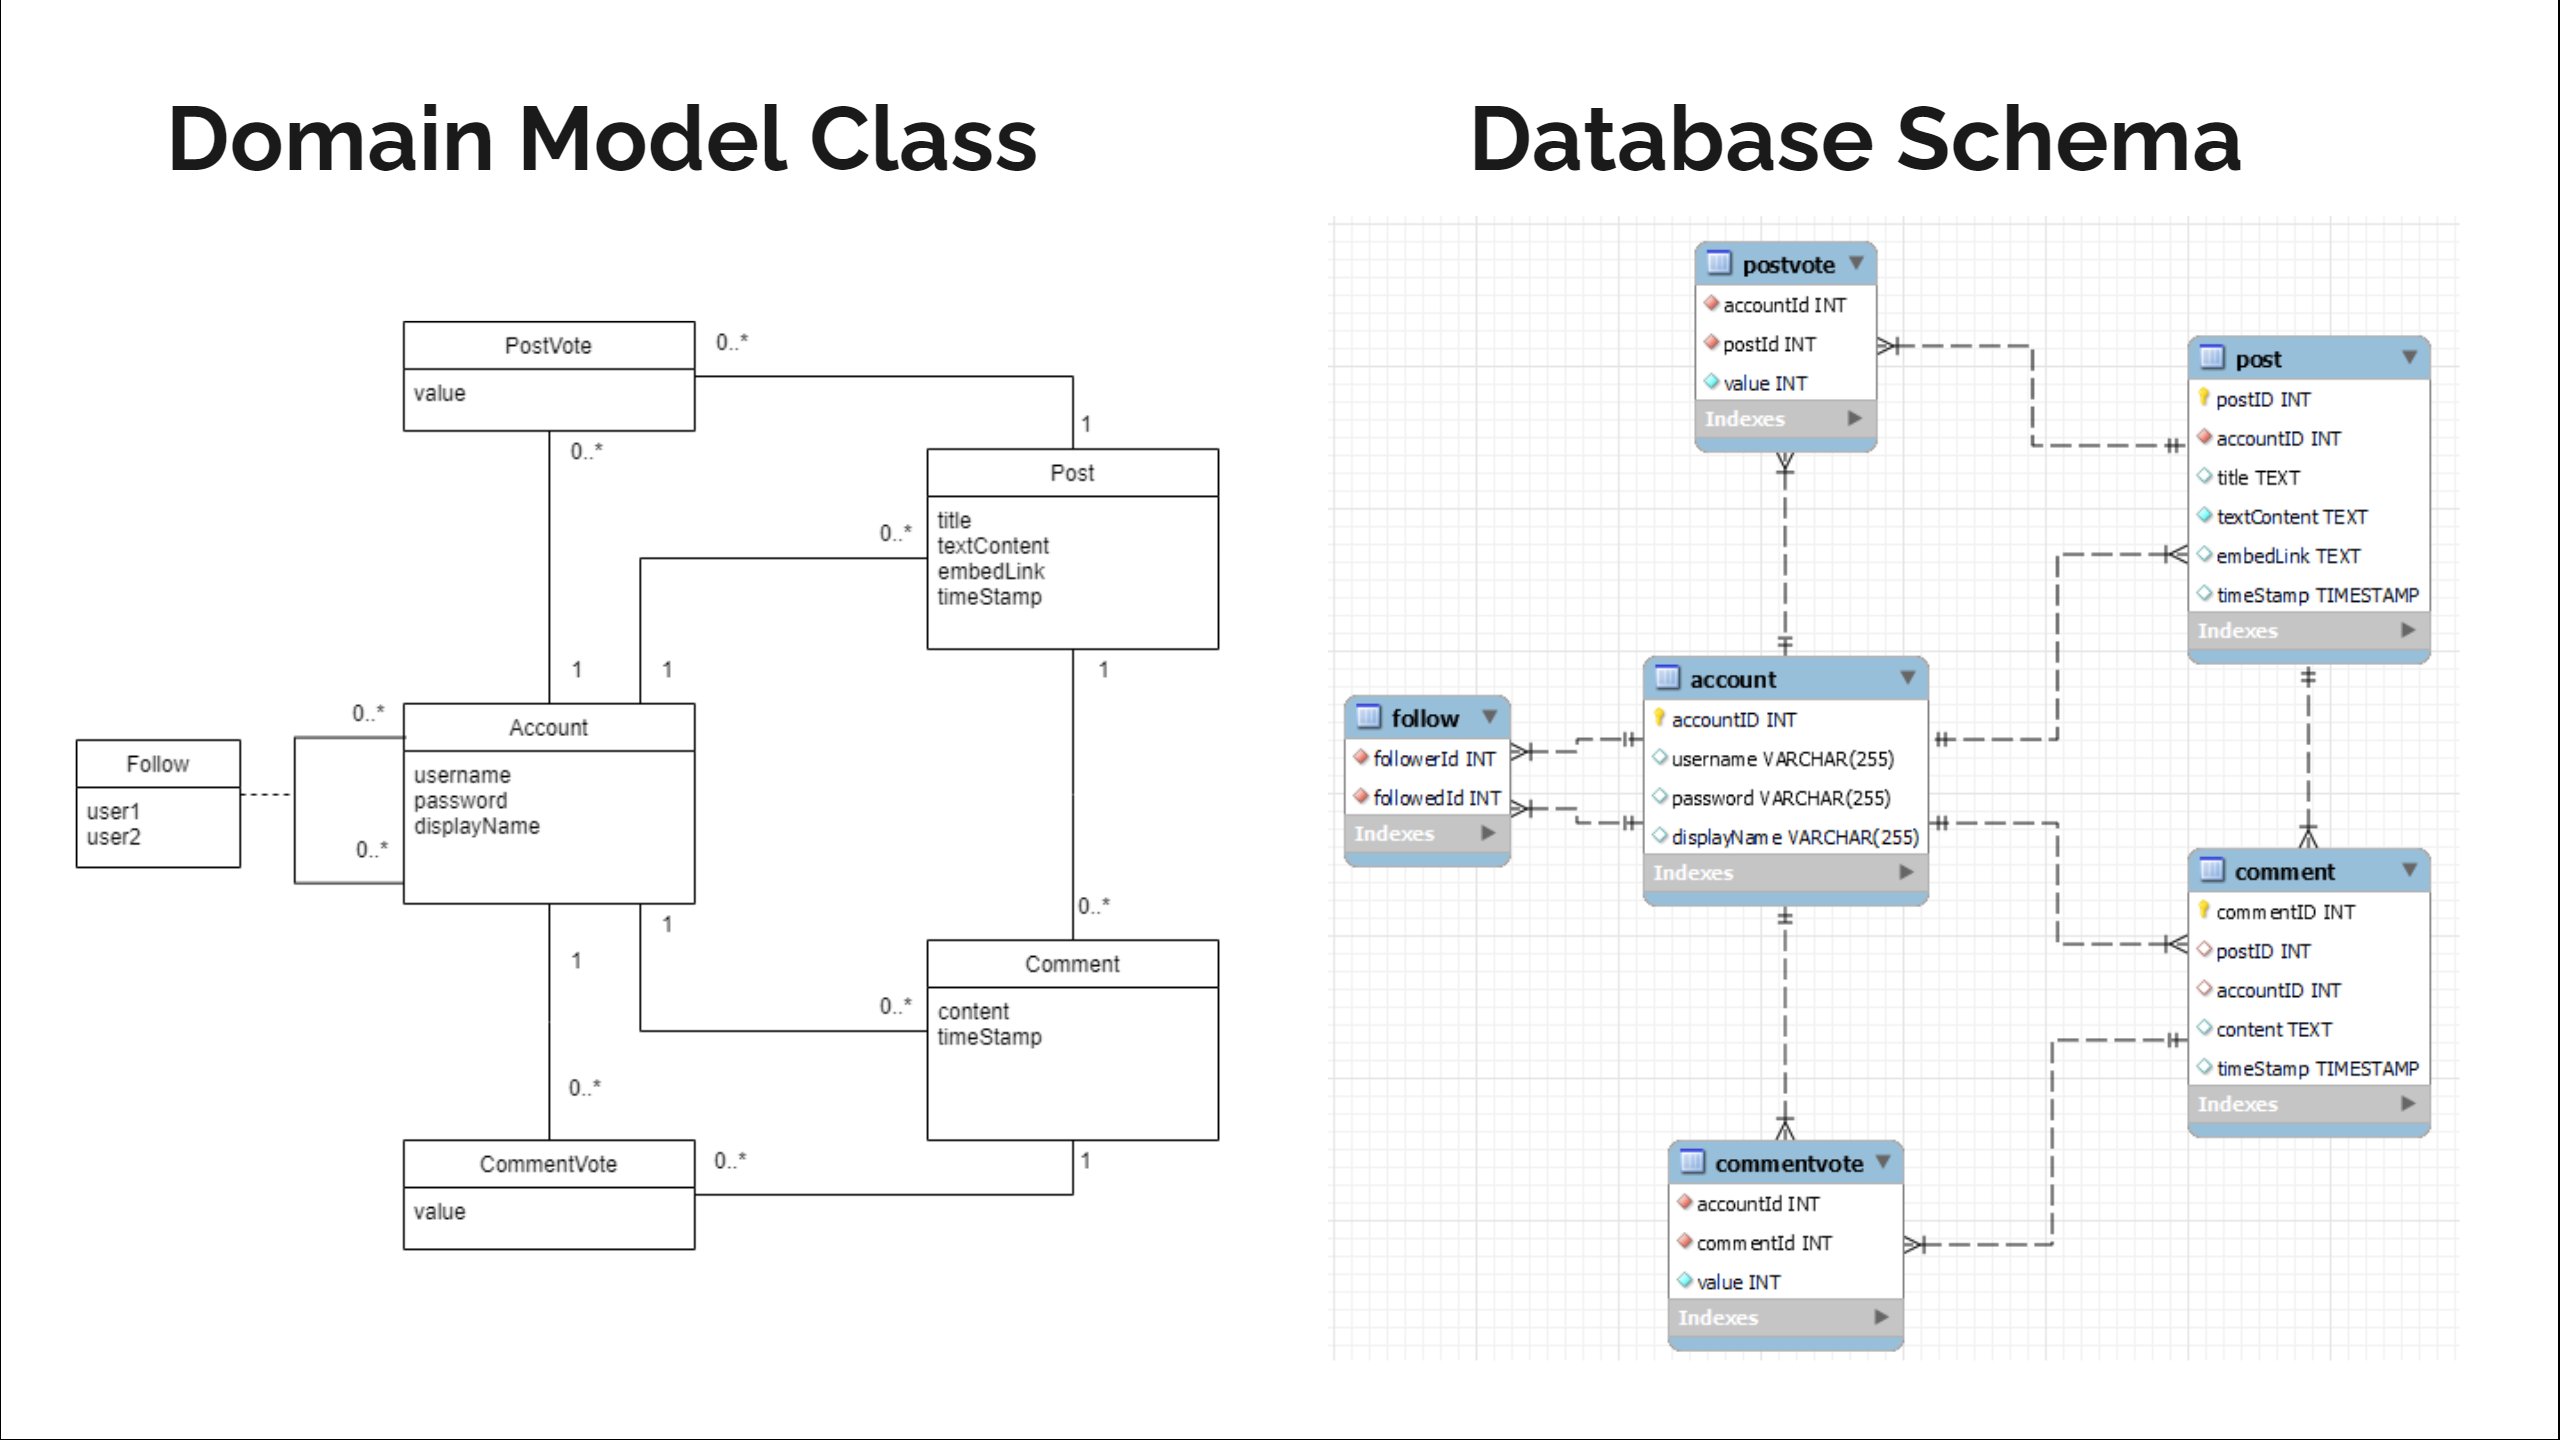 Domain Model Class
PostVote
value
0..*
0..*
1
Post
title
textContent
embedLink
timeStamp
0..*
1
1
1
0..*
Follow
user1
user2
0..*
Account
username
password
displayName
1
1
0..*
0..*
Comment
content
timeStamp
0..*
CommentVote
value
0..*
1
Database Schema
postvote
accountId INT
postId INT
value INT
Indexes
post
postID INT
accountID INT
title TEXT
textContent TEXT
embedLink TEXT
timeStamp TIMESTAMP
Indexes
follow
followerId INT
followedId INT
Indexes
account
accountID INT
username VARCHAR(255)
password VARCHAR(255)
displayName VARCHAR(255)
Indexes
comment
commentID INT
postID INT
accountID INT
content TEXT
timeStamp TIMESTAMP
Indexes
commentvote
accountId INT
commentId INT
value INT
Indexes